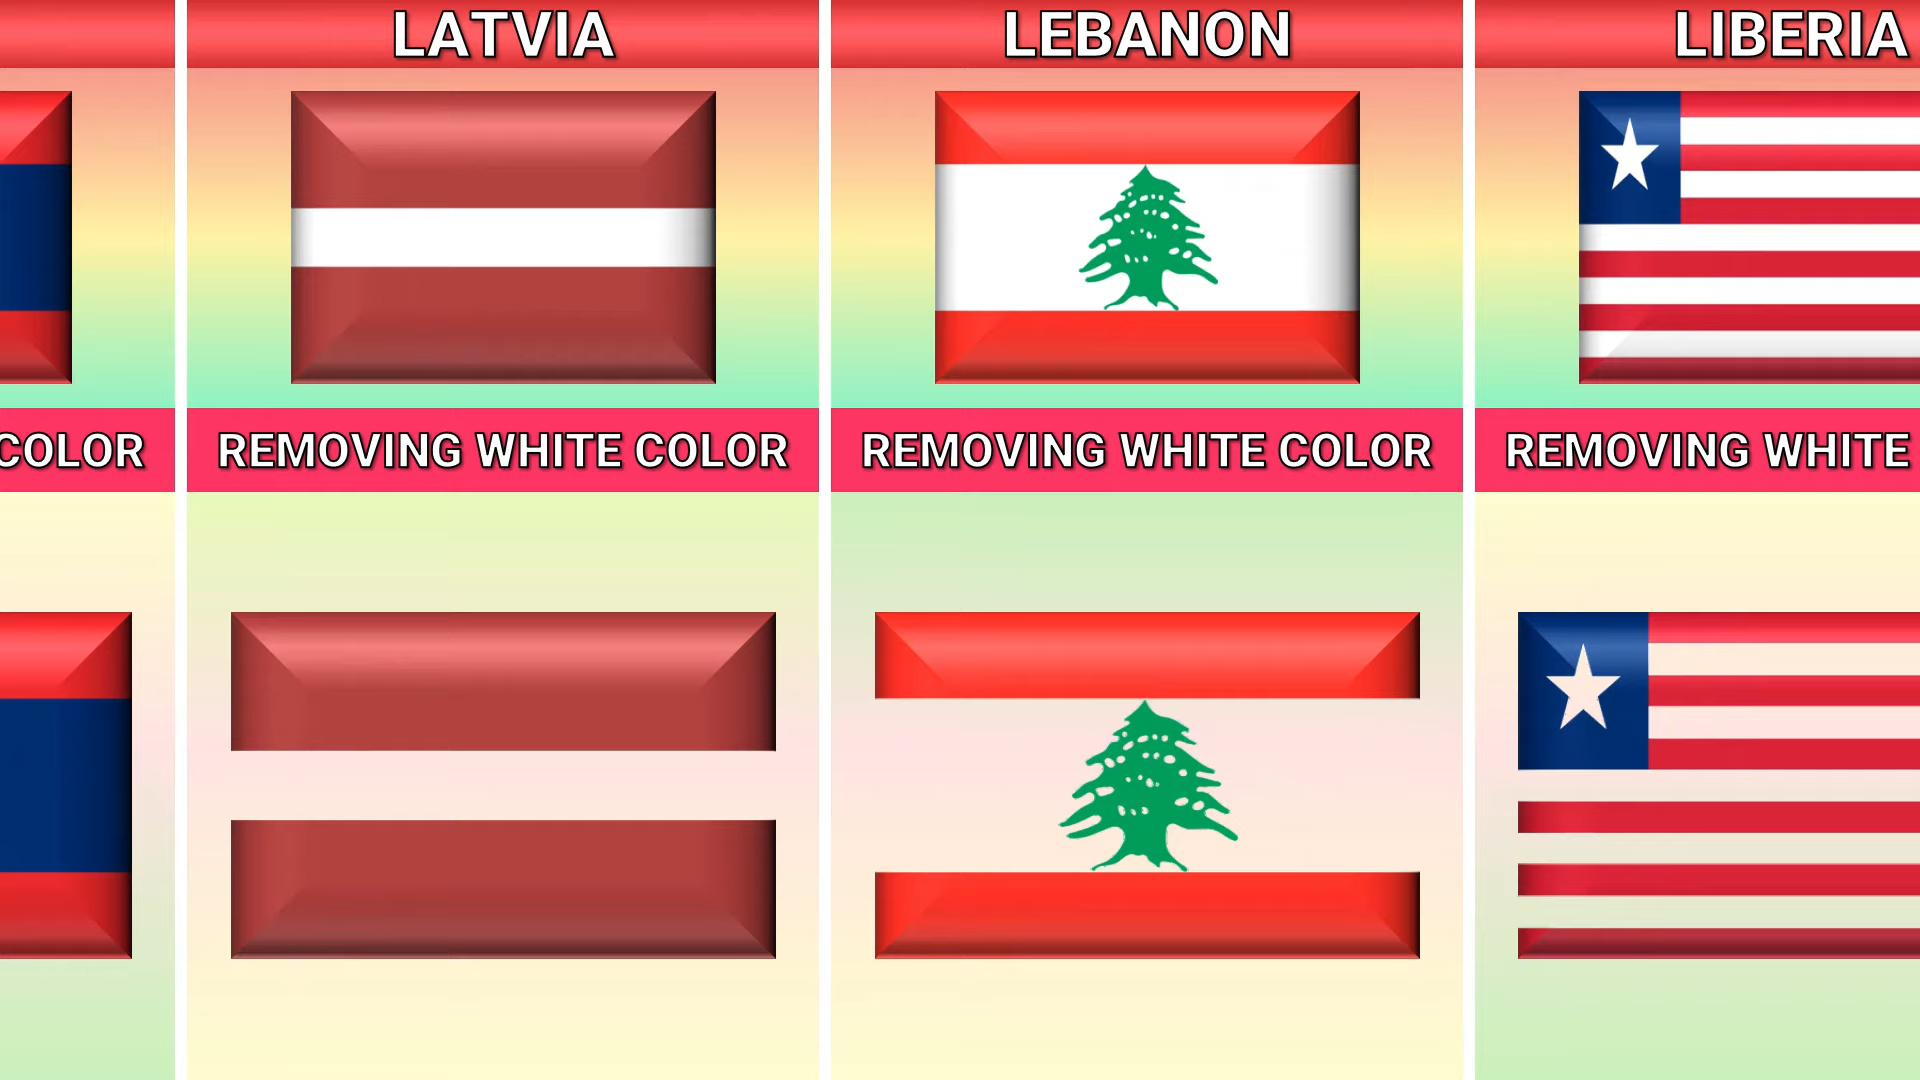 LATVIA
LEBANON
LIBERIA
COLOR
REMOVING WHITE COLOR
REMOVING WHITE COLOR
REMOVING WHITE